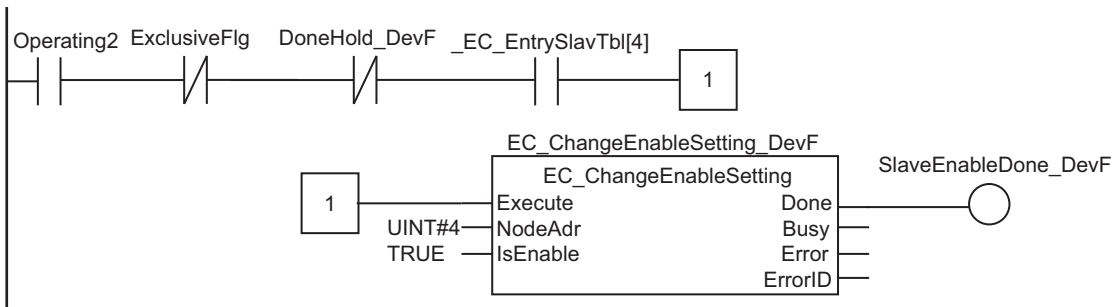 Operating2 ExclusiveFlg DoneHold_DevF _EC_EntrySlavTbl[4]
1
EC_ChangeEnableSetting_DevF
EC_ChangeEnableSetting SlaveEnableDone_DevF
1 Execute Done
UINT#4 NodeAdr Busy
TRUE IsEnable Error
ErrorID